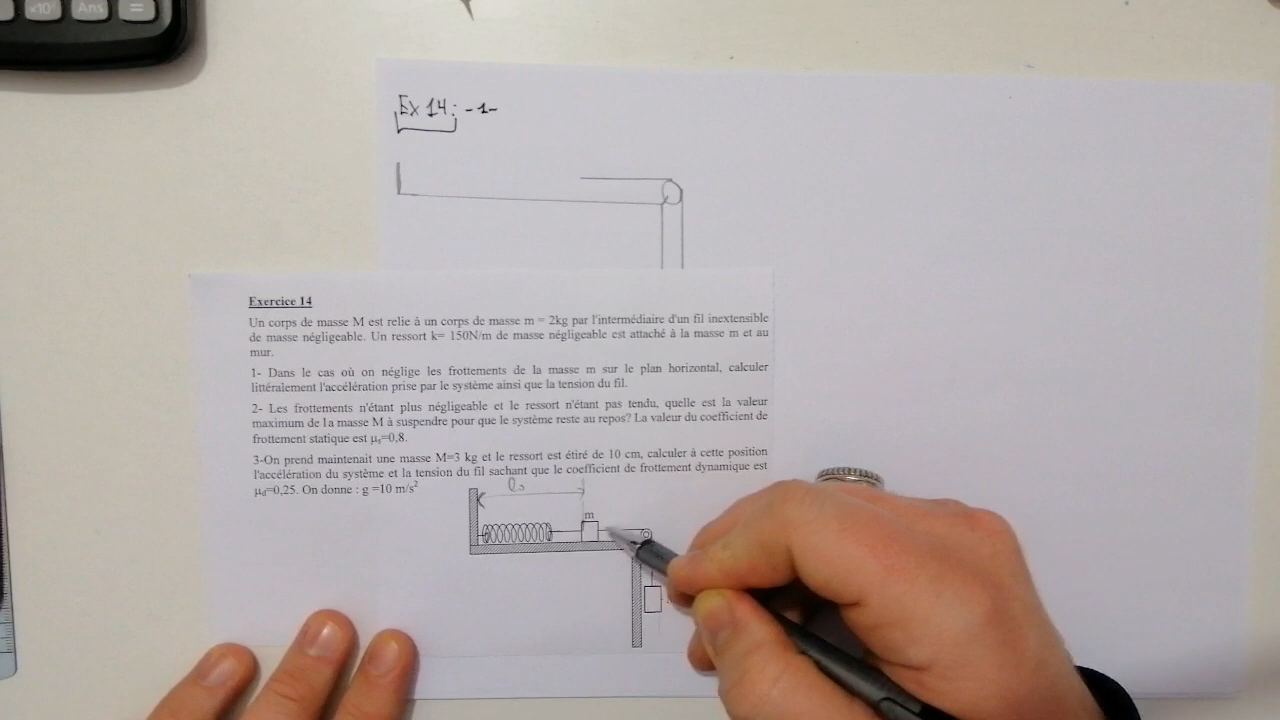 x10ˣ Ans =
Ex 14: -1-
Exercice 14
Un corps de masse M est relie à un corps de masse m = 2kg par l'intermédiaire d'un fil inextensible
de masse négligeable. Un ressort k= 150N/m de masse négligeable est attaché à la masse m et au
mur.
1- Dans le cas où on néglige les frottements de la masse m sur le plan horizontal, calculer
littéralement l'accélération prise par le système ainsi que la tension du fil.
2- Les frottements n'étant plus négligeable et le ressort n'étant pas tendu, quelle est la valeur
maximum de la masse M à suspendre pour que le système reste au repos? La valeur du coefficient de
frottement statique est μs=0,8.
3-On prend maintenait une masse M=3 kg et le ressort est étiré de 10 cm, calculer à cette position
l'accélération du système et la tension du fil sachant que le coefficient de frottement dynamique est
μd=0,25. On donne : g =10 m/s²
m